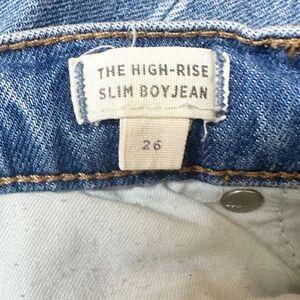 THE HIGH-RISE
SLIM BOYJEAN
26